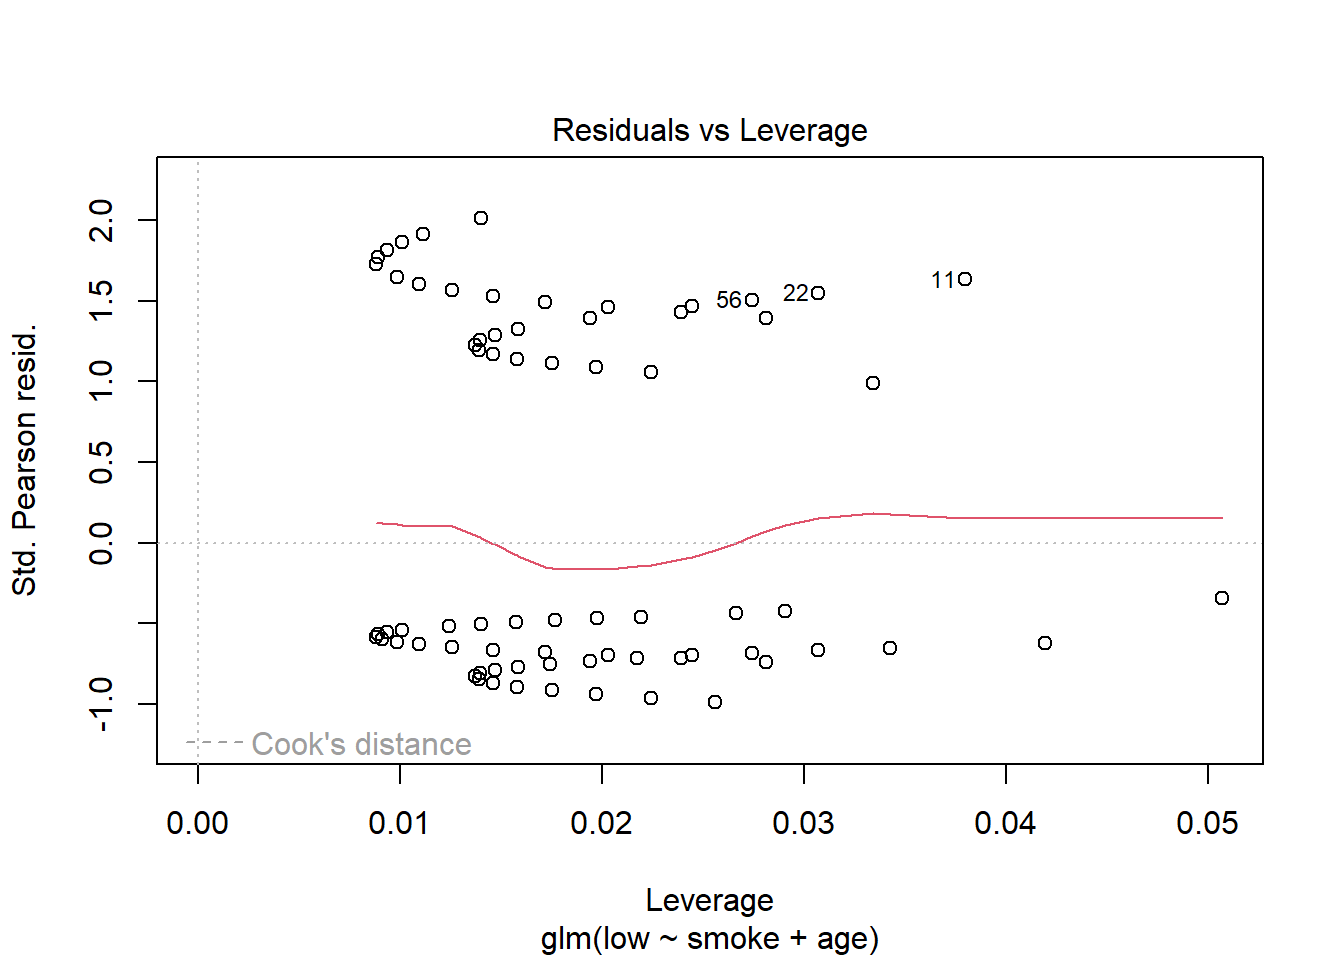 Residuals vs Leverage
Std. Pearson resid.
2.0
1.5
1.0
0.5
0.0
-1.0
56
22
11
Cook's distance
0.00 0.01 0.02 0.03 0.04 0.05
Leverage
glm(low ~ smoke + age)